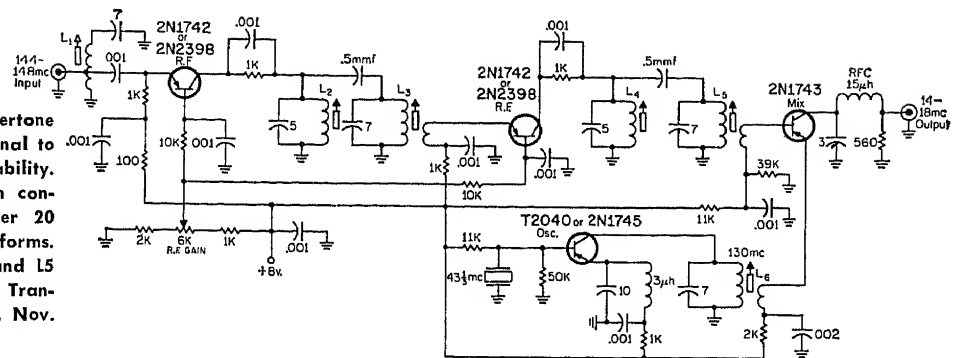 ertone
nal to
ability.
n con-
er 20
forms.
and L5
Tran-
Nov.
7
L1
144-
148mc
Input
001
2N1742
or
2N2398
R.F
.001
1K
1K
.001
100
10K
001
2K
6K
R.F. GAIN
1K
+8v.
.001
.5mmf
L2
L3
5
7
1K
.001
10K
2N1742
or
2N2398
R.F
.001
1K
.001
.5mmf
L4
L5
5
7
2N1743
Mix
RFC
15µh
14-
18mc
Output
3
560
39K
.001
11K
T2040 or 2N1745
Osc.
11K
43⅓mc
50K
10
3µh
.001
1K
7
130mc
L6
2K
002